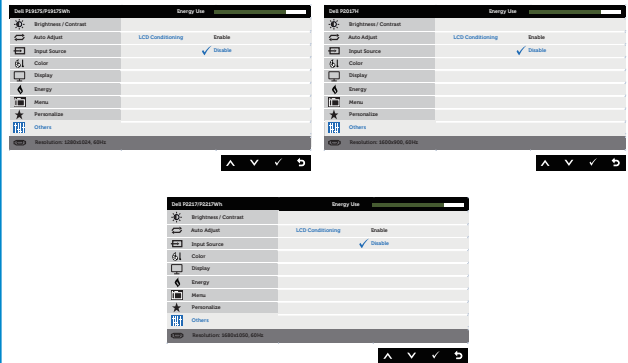 Dell P1917S/P1917SWh Energy Use
Brightness / Contrast
Auto Adjust LCD Conditioning Enable
Input Source Disable
Color
Display
Energy
Menu
Personalize
Others
Resolution: 1280x1024, 60Hz
Dell P2017H Energy Use
Brightness / Contrast
Auto Adjust LCD Conditioning Enable
Input Source Disable
Color
Display
Energy
Menu
Personalize
Others
Resolution: 1600x900, 60Hz
Dell P2217/P2217Wh Energy Use
Brightness / Contrast
Auto Adjust LCD Conditioning Enable
Input Source Disable
Color
Display
Energy
Menu
Personalize
Others
Resolution: 1680x1050, 60Hz